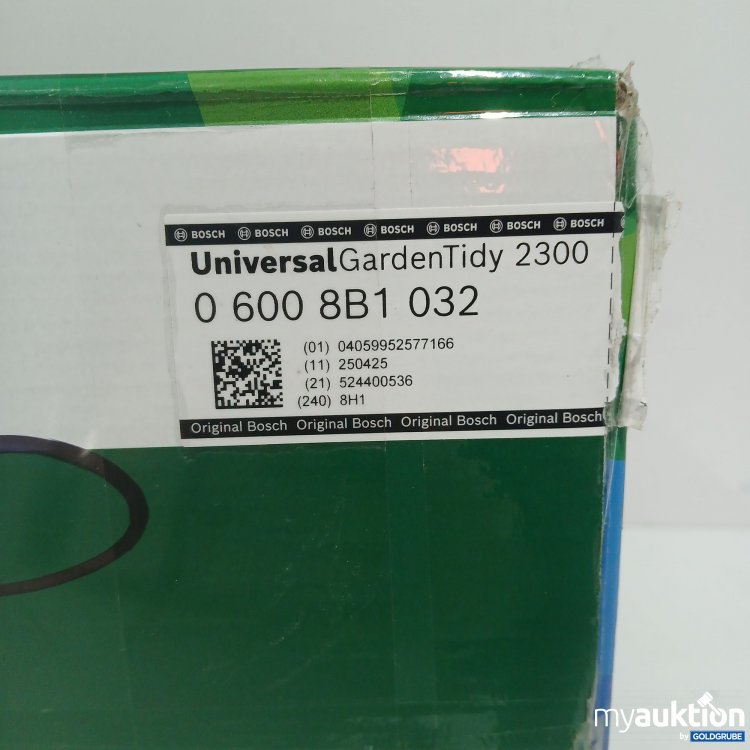 BOSCH BOSCH BOSCH BOSCH BOSCH BOSCH BOSCH
UniversalGardenTidy 2300
0 600 8B1 032
(01) 04059952577166
(11) 250425
(21) 524400536
(240) 8H1
Original Bosch Original Bosch Original Bosch Original Bosch
myauktion
by GOLDGRUBE